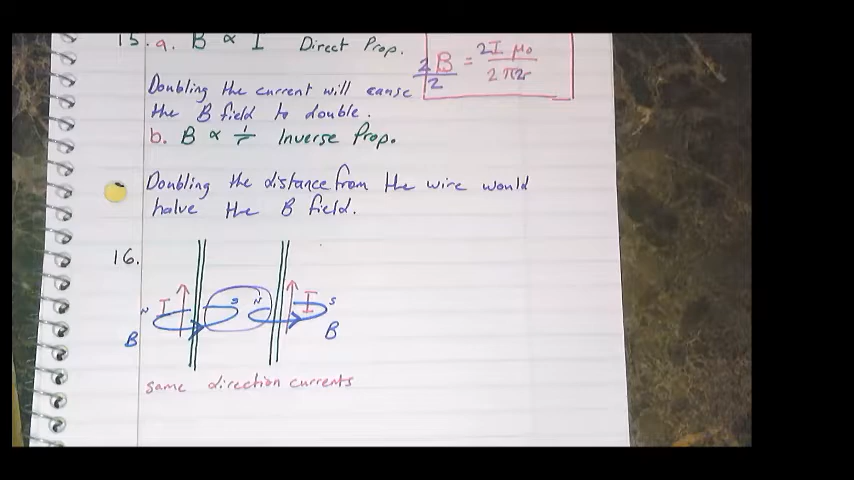 15. a. B ∝ I Direct Prop.
2B/2 = 2I μ₀/2πr
Doubling the current will cause
the B field to double.
b. B ∝ 1/r Inverse Prop.
Doubling the distance from the wire would
halve the B field.
16.
N I S N I S
B B
same direction currents